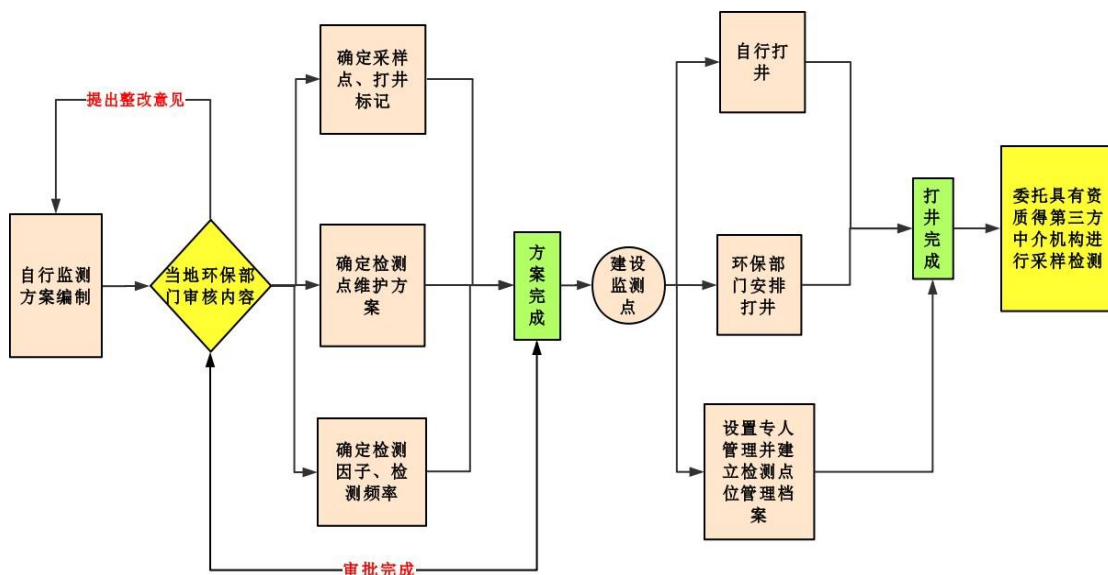 提出整改意见
自行监测
方案编制
当地环保部
门审核内容
确定采样
点、打井
标记
确定检测
点维护方
案
确定检测
因子、检
测频率
审批完成
方
案
完
成
建设
监测
点
自行打
井
环保部
门安排
打井
设置专人
管理并建
立检测点
位管理档
案
打
井
完
成
委托具有资
质得第三方
中介机构进
行采样检测